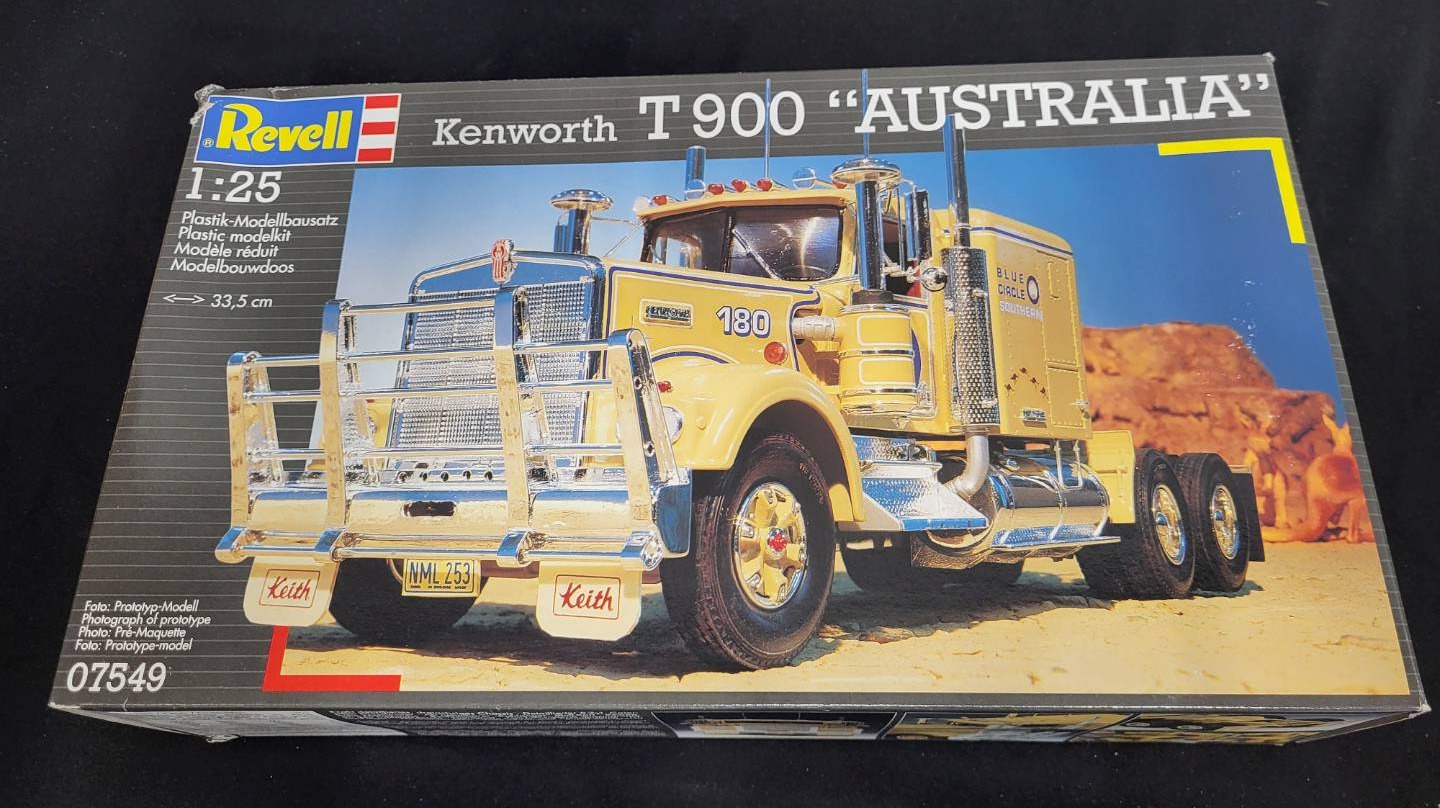 Revell
®
Kenworth T 900 “AUSTRALIA”
1:25
Plastik-Modellbausatz
Plastic modelkit
Modèle réduit
Modelbouwdoos
33,5 cm
180
BLUE
CIRCLE
SOUTHERN
NML 253
Keith
Keith
Foto: Prototyp-Modell
Photograph of prototype
Photo: Pré-Maquette
Foto: Prototype-model
07549